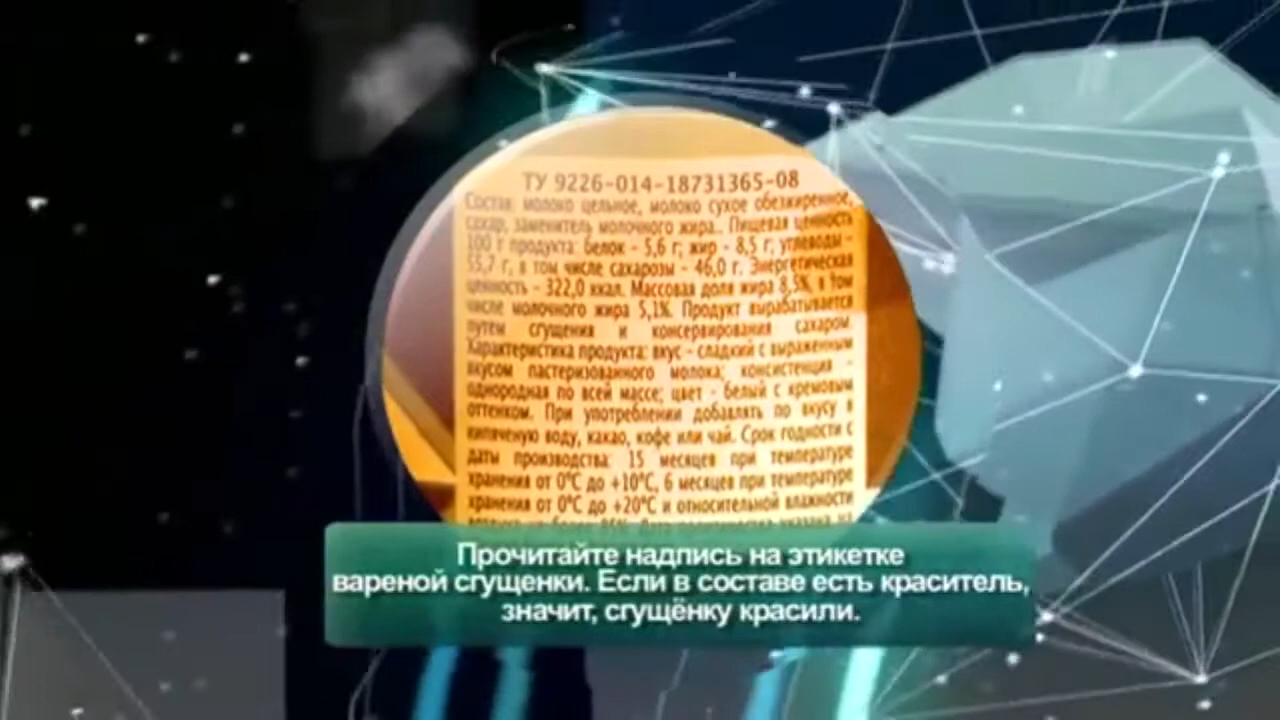 ТУ 9226-014-18731365-08
Состав: молоко цельное, молоко сухое обезжиренное,
сахар, заменитель молочного жира.. Пищевая ценность
100 г продукта: белок - 5,6 г; жир - 8,5 г; углеводы -
55,7 г, в том числе сахарозы - 46,0 г. Энергетическая
ценность - 322,0 ккал. Массовая доля жира 8,5%, в том
числе молочного жира 5,1%. Продукт вырабатывается
путем сгущения и консервирования сахаром.
Характеристика продукта: вкус - сладкий с выраженным
вкусом пастеризованного молока; консистенция -
однородная по всей массе; цвет - белый с кремовым
оттенком. При употреблении добавлять по вкусу в
кипяченую воду, какао, кофе или чай. Срок годности с
даты производства: 15 месяцев при температуре
хранения от 0°С до +10°С, 6 месяцев при температуре
хранения от 0°С до +20°С и относительной влажности
Прочитайте надпись на этикетке
вареной сгущенки. Если в составе есть краситель,
значит, сгущёнку красили.